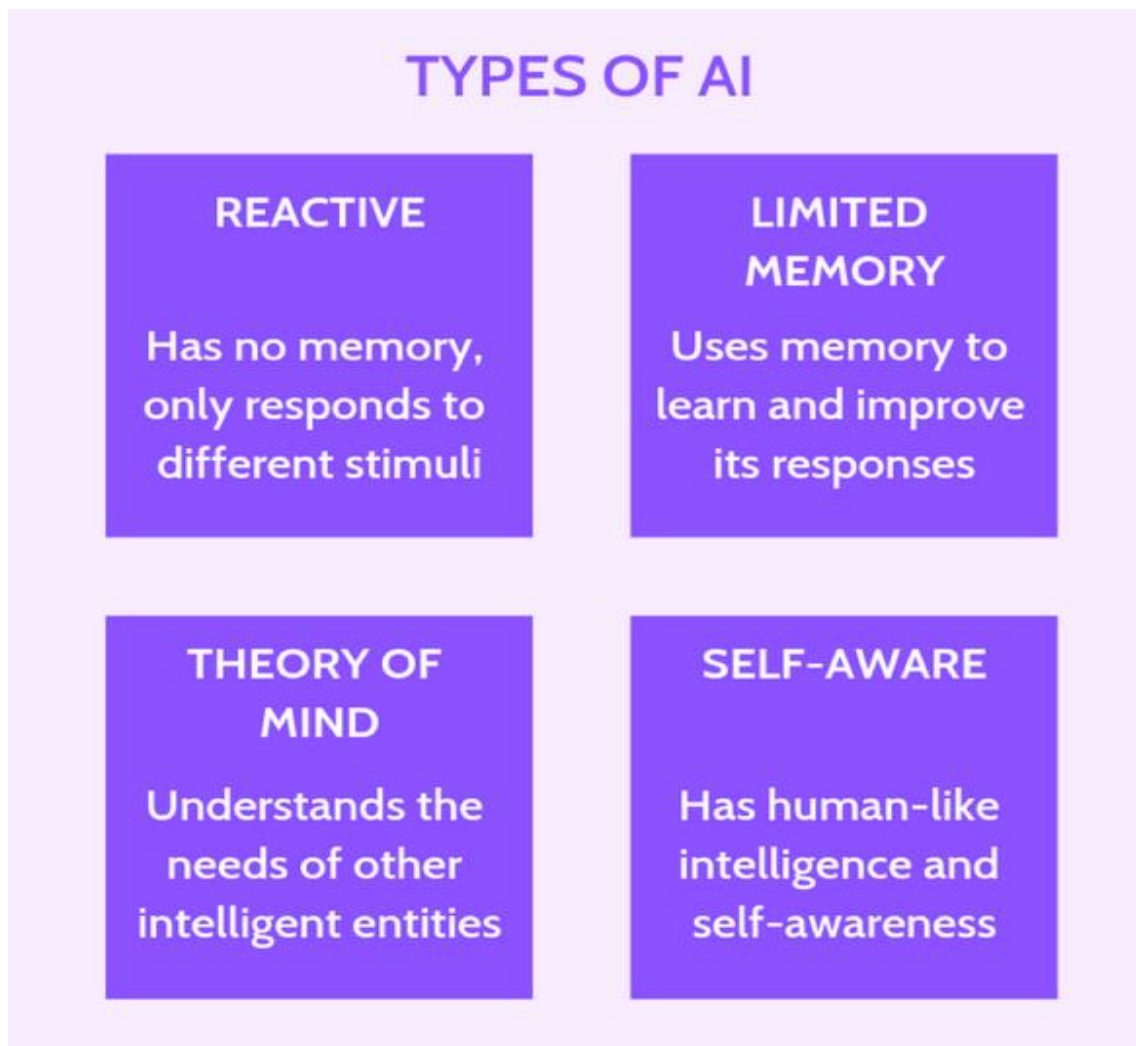 TYPES OF AI
REACTIVE
Has no memory,
only responds to
different stimuli
LIMITED
MEMORY
Uses memory to
learn and improve
its responses
THEORY OF
MIND
Understands the
needs of other
intelligent entities
SELF-AWARE
Has human-like
intelligence and
self-awareness